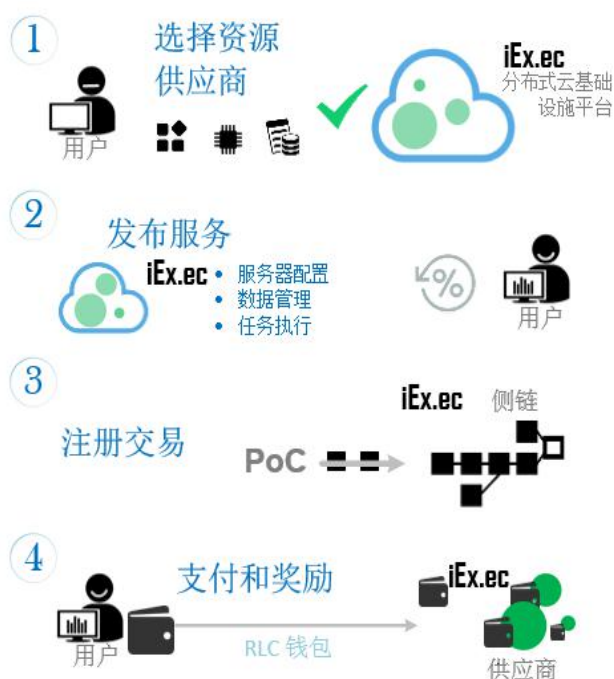 1
选择资源
供应商
iEx.ec
分布式云基础
设施平台
用户
2
发布服务
iEx.ec
• 服务器配置
• 数据管理
• 任务执行
%
用户
3
iEx.ec 侧链
注册交易
PoC
4
支付和奖励
iEx.ec
用户
RLC 钱包
供应商